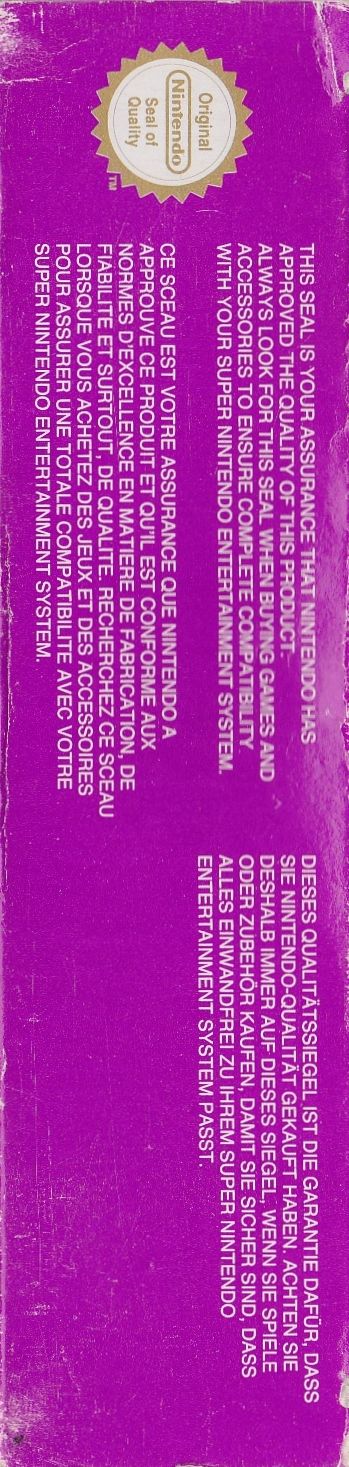 Original
Nintendo
Seal of
Quality
TM
THIS SEAL IS YOUR ASSURANCE THAT NINTENDO HAS
APPROVED THE QUALITY OF THIS PRODUCT.
ALWAYS LOOK FOR THIS SEAL WHEN BUYING GAMES AND
ACCESSORIES TO ENSURE COMPLETE COMPATIBILITY
WITH YOUR SUPER NINTENDO ENTERTAINMENT SYSTEM.
CE SCEAU EST VOTRE ASSURANCE QUE NINTENDO A
APPROUVE CE PRODUIT ET QU'IL EST CONFORME AUX
NORMES D'EXCELLENCE EN MATIERE DE FABRICATION, DE
FIABILITE ET SURTOUT, DE QUALITE. RECHERCHEZ CE SCEAU
LORSQUE VOUS ACHETEZ DES JEUX ET DES ACCESSOIRES
POUR ASSURER UNE TOTALE COMPATIBILITE AVEC VOTRE
SUPER NINTENDO ENTERTAINMENT SYSTEM.
DIESES QUALITÄTSSIEGEL IST DIE GARANTIE DAFÜR, DASS
SIE NINTENDO-QUALITÄT GEKAUFT HABEN. ACHTEN SIE
DESHALB IMMER AUF DIESES SIEGEL, WENN SIE SPIELE
ODER ZUBEHÖR KAUFEN, DAMIT SIE SICHER SIND, DASS
ALLES EINWANDFREI ZU IHREM SUPER NINTENDO
ENTERTAINMENT SYSTEM PASST.